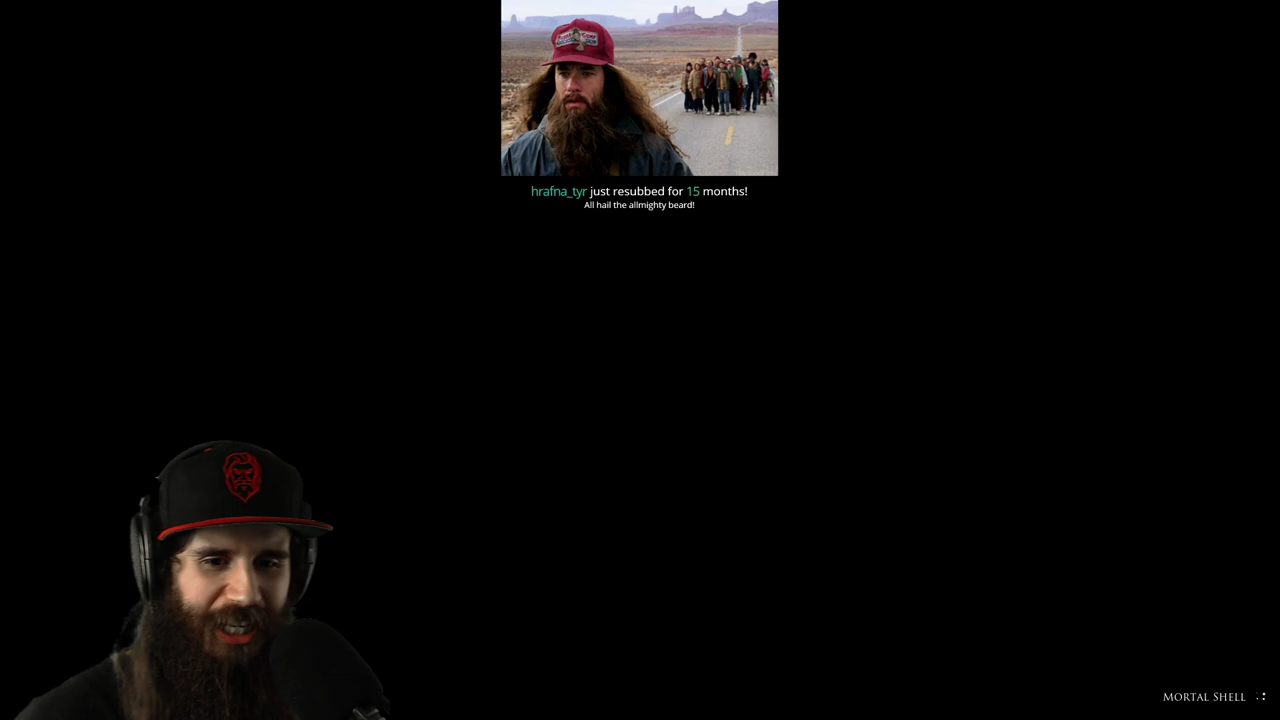 hrafna_tyr just resubbed for 15 months!
All hail the allmighty beard!
MORTAL SHELL